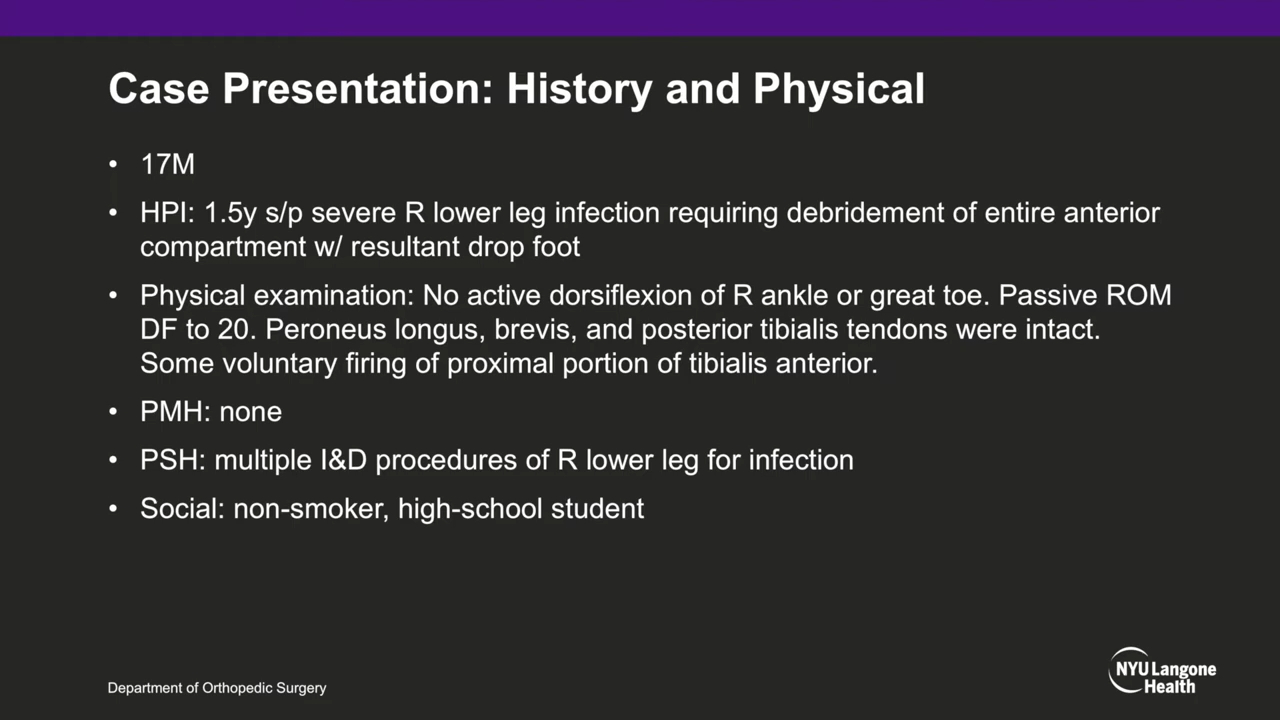 Case Presentation: History and Physical
• 17M
• HPI: 1.5y s/p severe R lower leg infection requiring debridement of entire anterior
compartment w/ resultant drop foot
• Physical examination: No active dorsiflexion of R ankle or great toe. Passive ROM
DF to 20. Peroneus longus, brevis, and posterior tibialis tendons were intact.
Some voluntary firing of proximal portion of tibialis anterior.
• PMH: none
• PSH: multiple I&D procedures of R lower leg for infection
• Social: non-smoker, high-school student
Department of Orthopedic Surgery
NYU Langone
Health